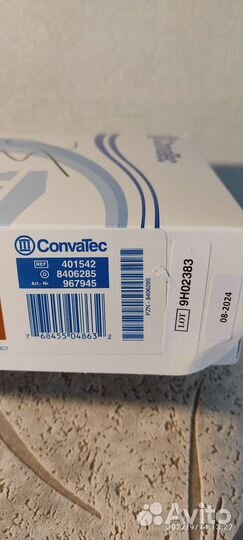 ConvaTec
ConvaTec
REF 401542
D 8406285
Art.- Nr. 967945
7 68455 04863 2
PZN - 8406285
LOT 9H02383
08-2024
Avito
2022/9/14 13:22